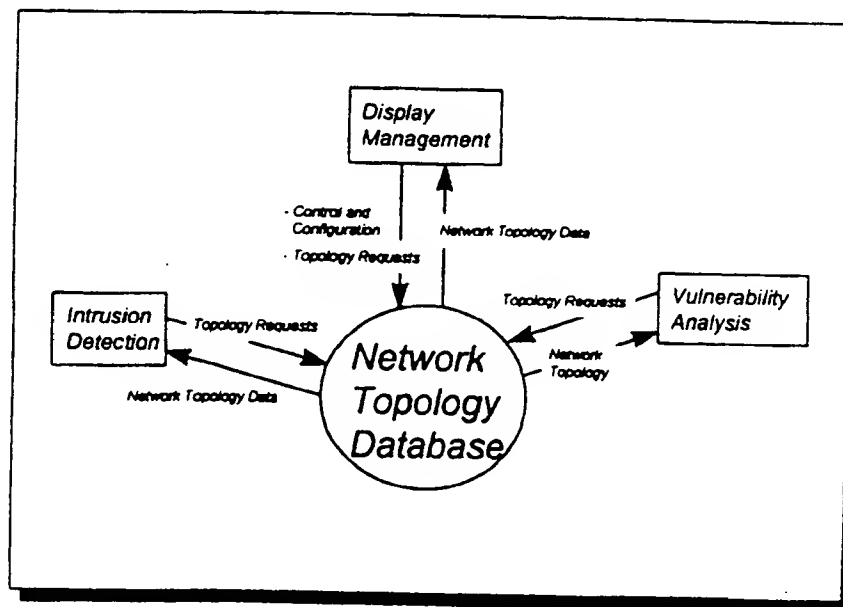 Display
Management
- Control and
Configuration
- Topology Requests
Network Topology Data
Intrusion
Detection
Topology Requests
Network Topology Data
Topology Requests
Vulnerability
Analysis
Network
Topology
Network
Topology
Database